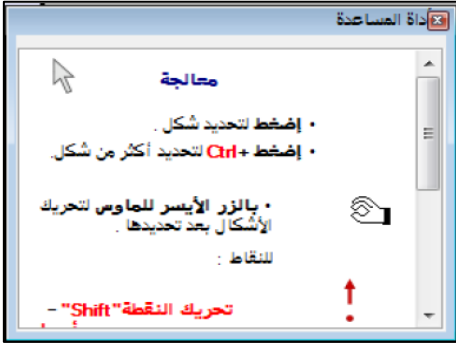 أداة المساعدة
معالجة
• إضغط لتحديد شكل .
• إضغط +Ctrl لتحديد أكثر من شكل.
• بالزر الأيسر للماوس لتحريك
الأشكال بعد تحديدها .
للنقاط :
تحريك النقطة"Shift" –